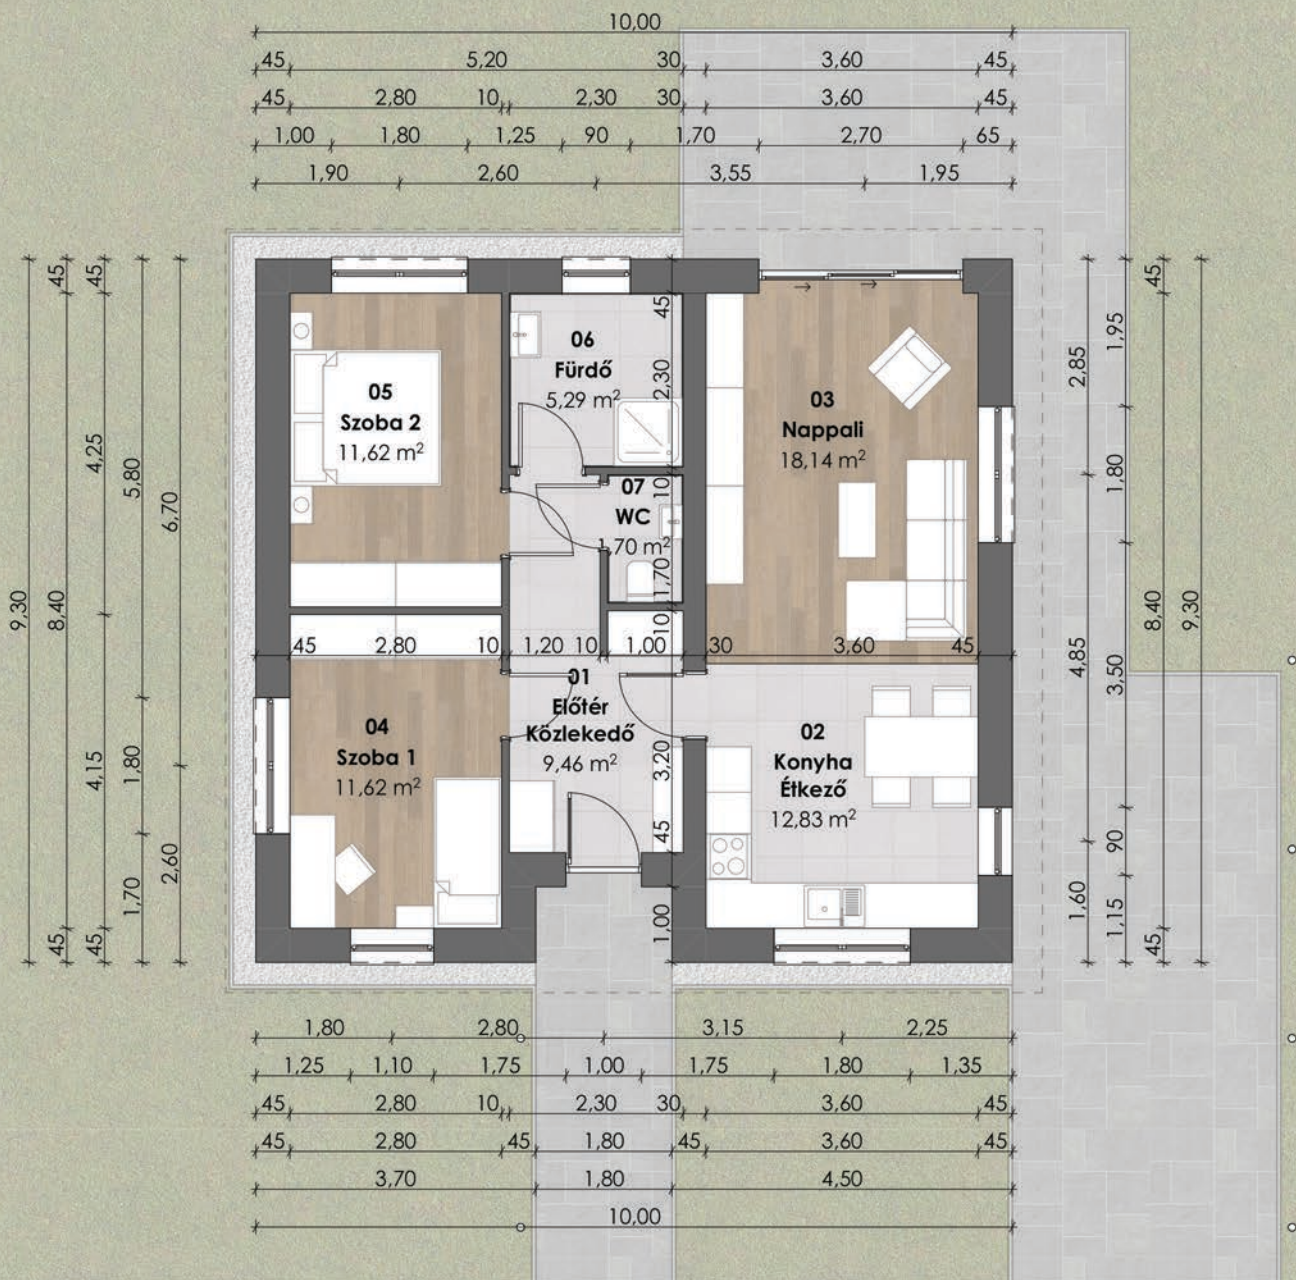 10,00
45 5,20 30 3,60 45
45 2,80 10 2,30 30 3,60 45
1,00 1,80 1,25 90 1,70 2,70 65
1,90 2,60 3,55 1,95
9,30
45 8,40 45
45 4,25 4,15 45
5,80 1,80 1,70
6,70 2,60
05
Szoba 2
11,62 m²
06
Fürdő
5,29 m²
07
WC
1,70 m²
03
Nappali
18,14 m²
45 2,30 10 1,70 10 3,20 45 1,00
45 2,80 10 1,20 10 1,00 30 3,60 45
04
Szoba 1
11,62 m²
01
Előtér
Közlekedő
9,46 m²
02
Konyha
Étkező
12,83 m²
2,85 4,85 1,60
1,95 1,80 3,50 90 1,15
45 8,40 45
9,30
1,80 2,80 3,15 2,25
1,25 1,10 1,75 1,00 1,75 1,80 1,35
45 2,80 10 2,30 30 3,60 45
45 2,80 45 1,80 45 3,60 45
3,70 1,80 4,50
10,00